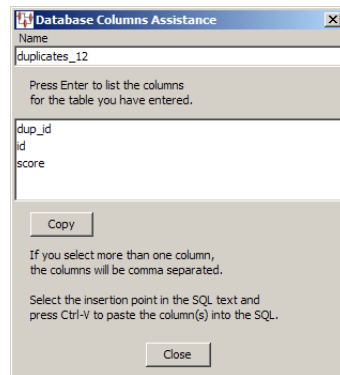 Database Columns Assistance
Name
duplicates_12
Press Enter to list the columns
for the table you have entered.
dup_id
id
score
Copy
If you select more than one column,
the columns will be comma separated.
Select the insertion point in the SQL text and
press Ctrl-V to paste the column(s) into the SQL.
Close